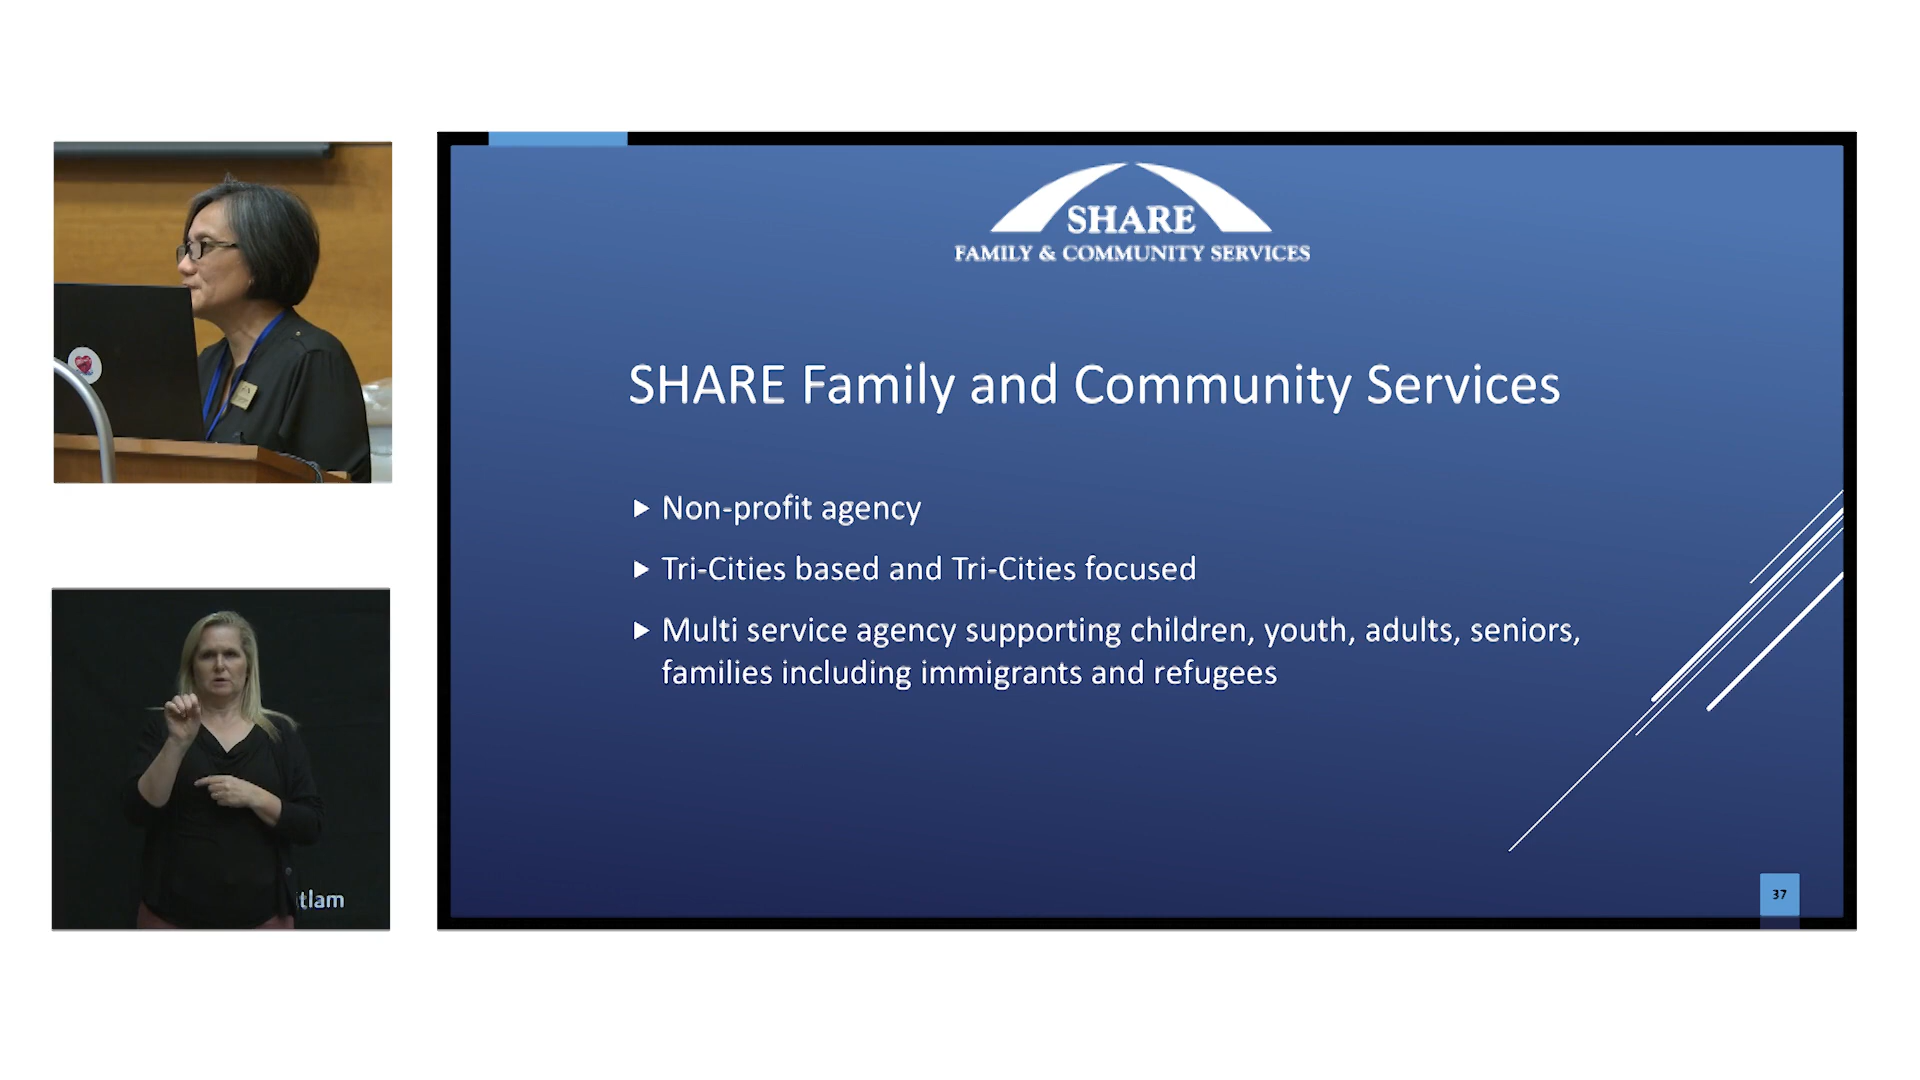 SHARE
FAMILY & COMMUNITY SERVICES
SHARE Family and Community Services
Non-profit agency
Tri-Cities based and Tri-Cities focused
Multi service agency supporting children, youth, adults, seniors,
families including immigrants and refugees
37
tlam